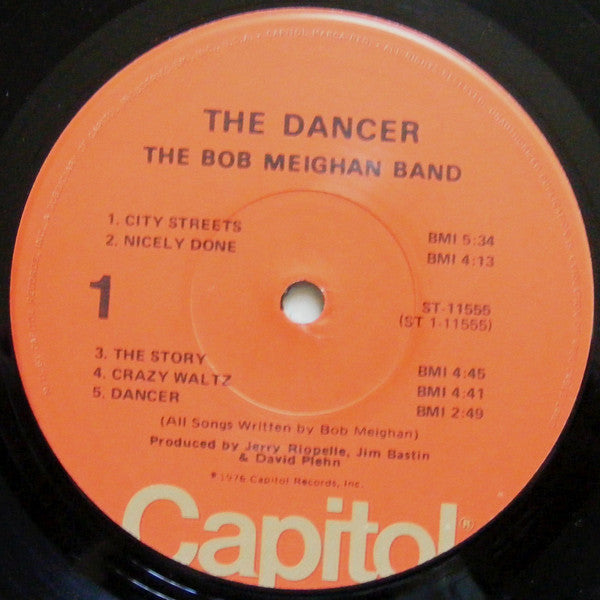 THE DANCER
THE BOB MEIGHAN BAND
1. CITY STREETS BMI 5:34
2. NICELY DONE BMI 4:13
1
ST-11555
(ST 1-11555)
3. THE STORY BMI 4:45
4. CRAZY WALTZ BMI 4:41
5. DANCER BMI 2:49
(All Songs Written by Bob Meighan)
Produced by Jerry Riopelle, Jim Bastin
& David Plehn
℗1976 Capitol Records, Inc.
Capitol®